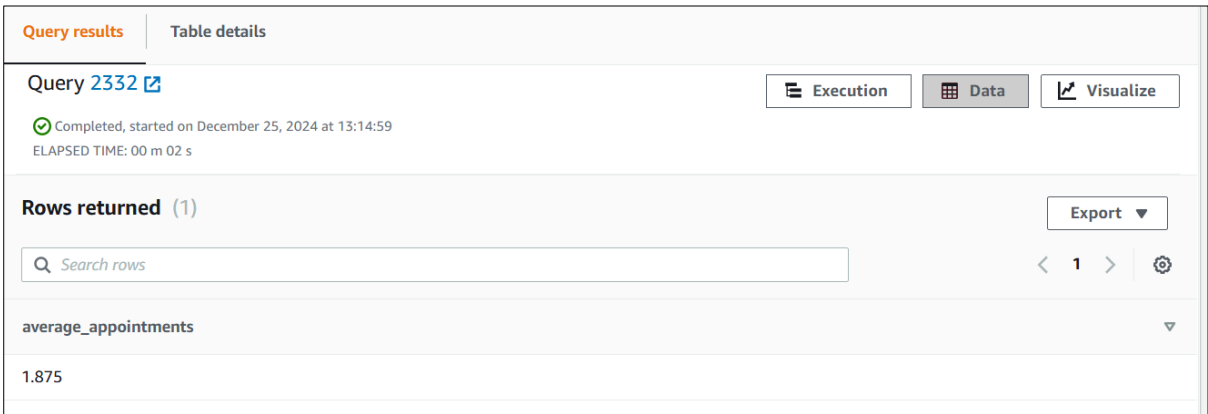 Query results Table details
Query 2332
Execution Data Visualize
Completed, started on December 25, 2024 at 13:14:59
ELAPSED TIME: 00 m 02 s
Rows returned (1)
Export
Search rows
1
average_appointments
1.875